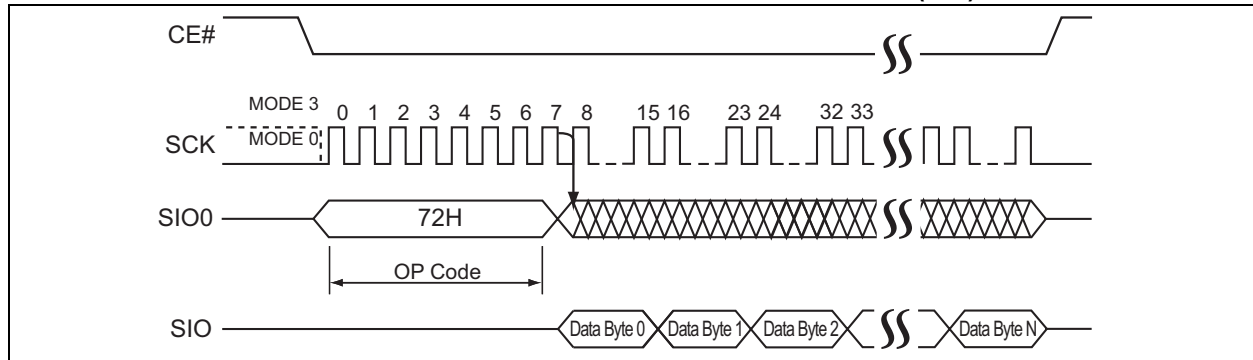 CE#
MODE 3
0 1 2 3 4 5 6 7 8 15 16 23 24 32 33
SCK
MODE 0
SIO0
72H
OP Code
SIO
Data Byte 0 Data Byte 1 Data Byte 2 Data Byte N